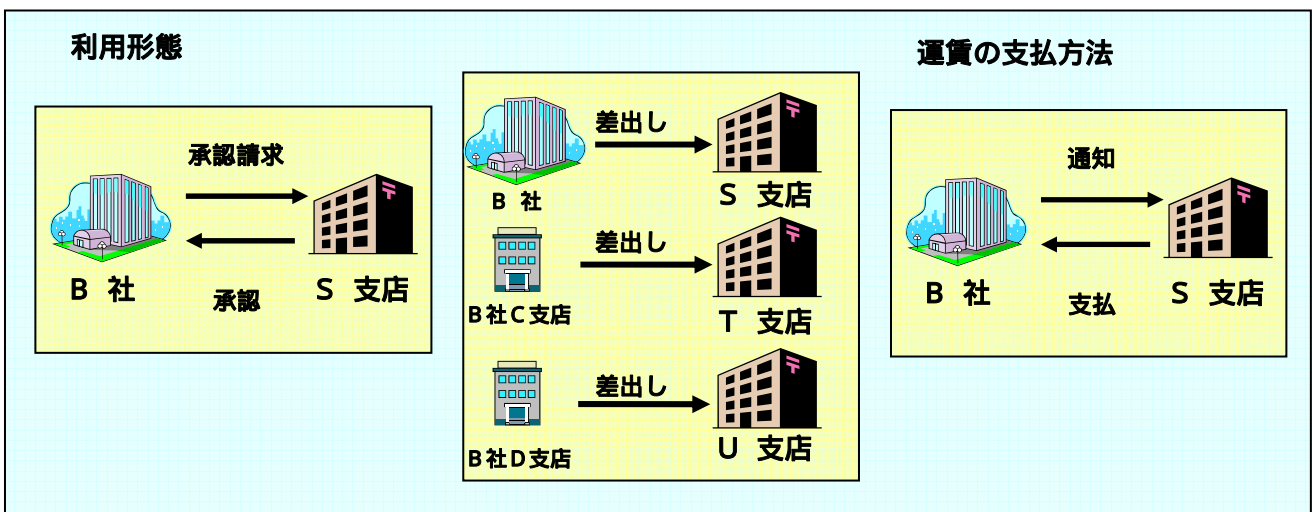 利用形態
運賃の支払方法
承認請求
B 社
S 支店
承認
差出し
B 社
S 支店
差出し
B社C支店
T 支店
差出し
B社D支店
U 支店
通知
B 社
S 支店
支払